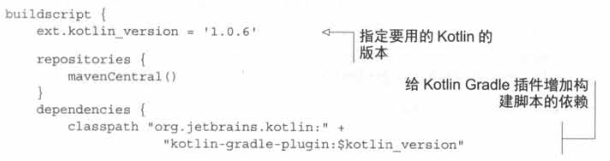 buildscript {
ext.kotlin_version = '1.0.6'
指定要用的 Kotlin 的
版本
repositories {
mavenCentral()
}
给 Kotlin Gradle 插件增加构
建脚本的依赖
dependencies {
classpath "org.jetbrains.kotlin:" +
"kotlin-gradle-plugin:$kotlin_version"